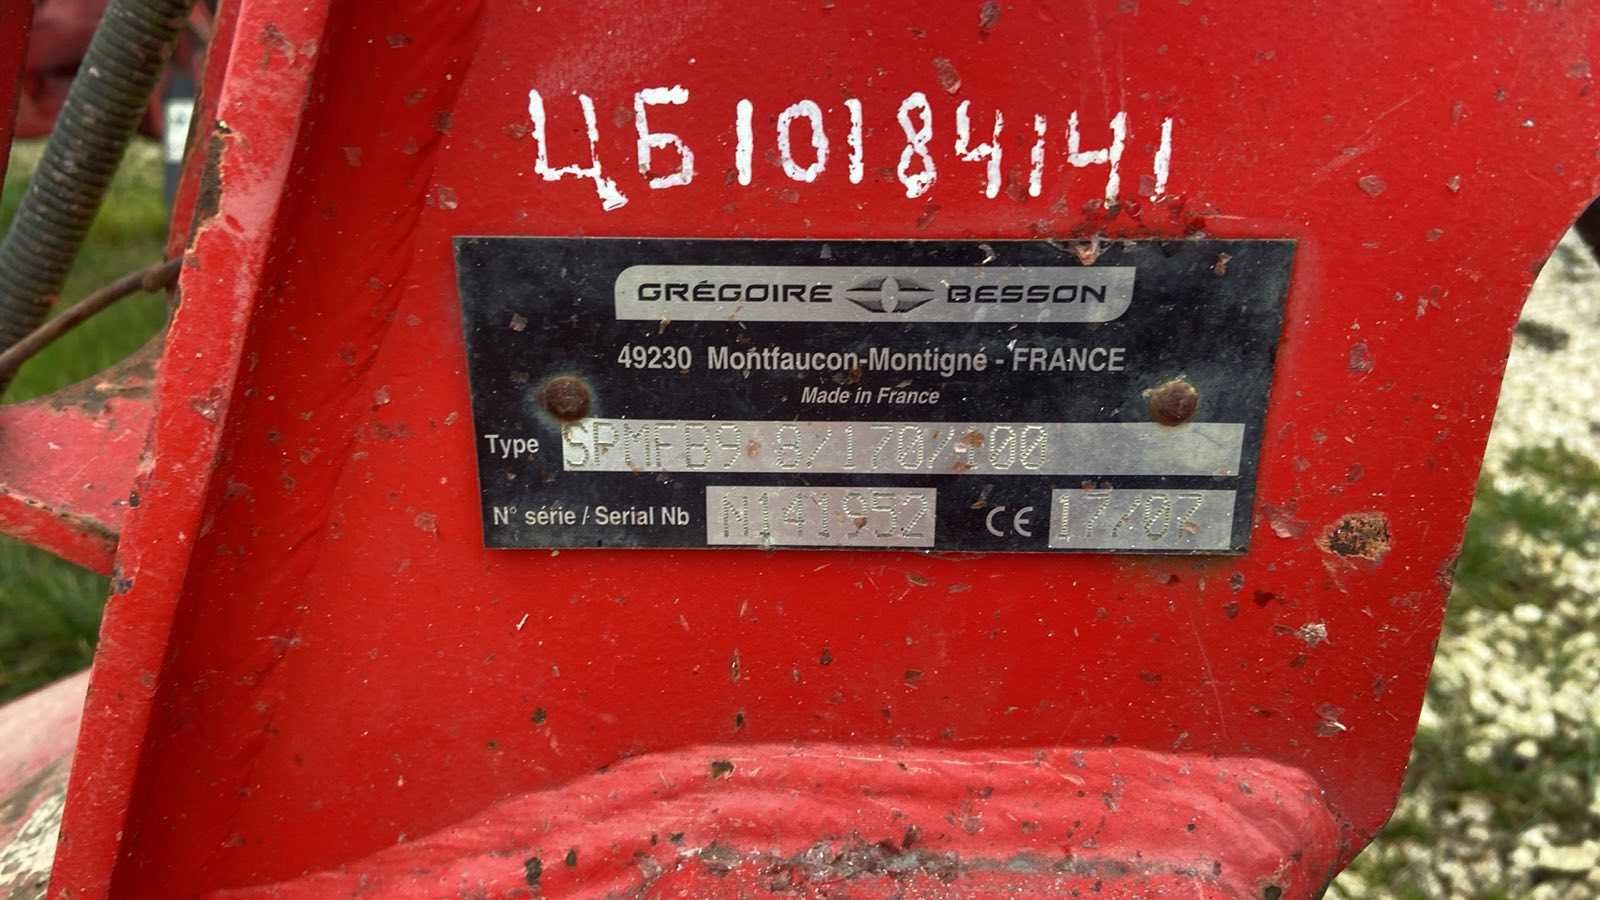 ЦБ10184141
GRÉGOIRE BESSON
49230 Montfaucon-Montigné - FRANCE
Made in France
Type SPMFB9 8/170/100
N° série / Serial Nb N141952 CE 17/07